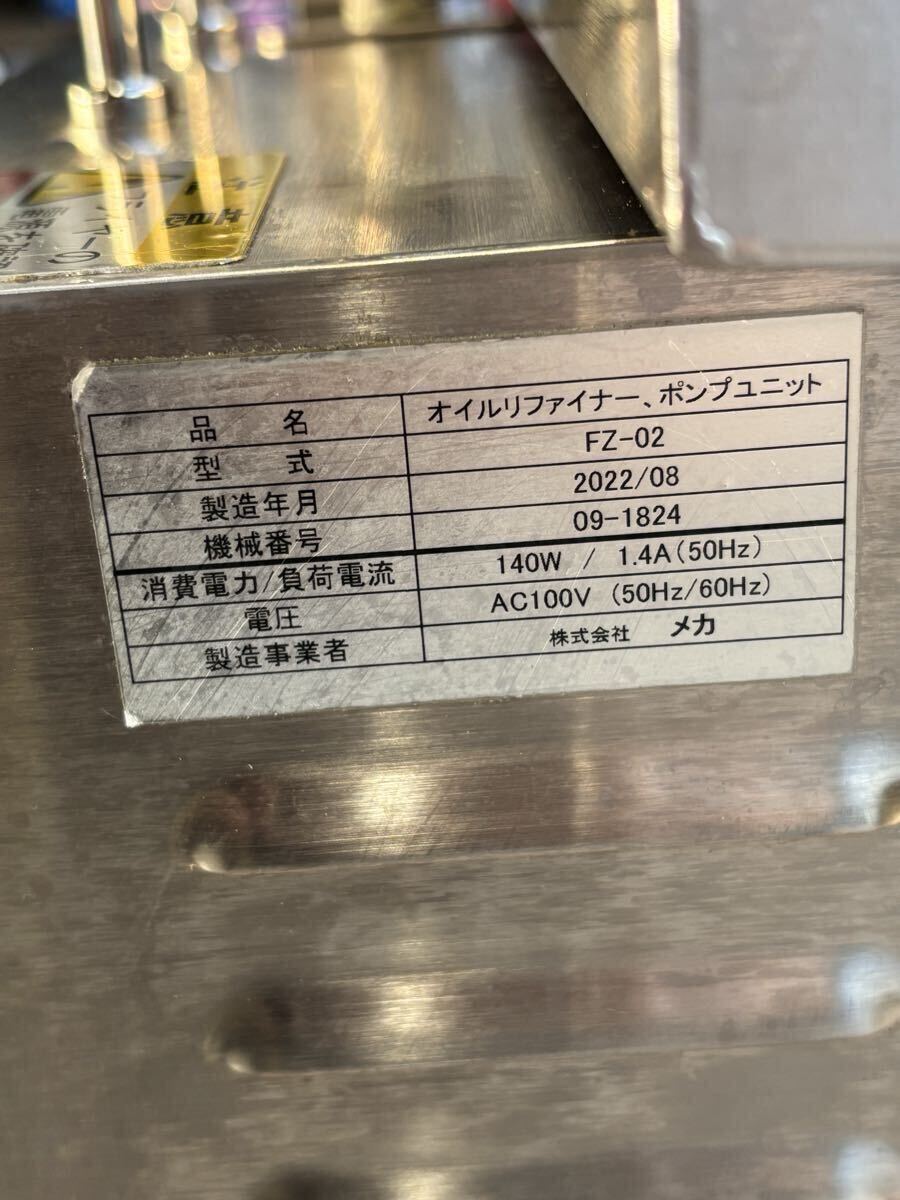 品 名 オイルリファイナー、ポンプユニット
型 式 FZ-02
製造年月 2022/08
機械番号 09-1824
消費電力/負荷電流 140W / 1.4A(50Hz)
電圧 AC100V (50Hz/60Hz)
製造事業者 株式会社 メカ